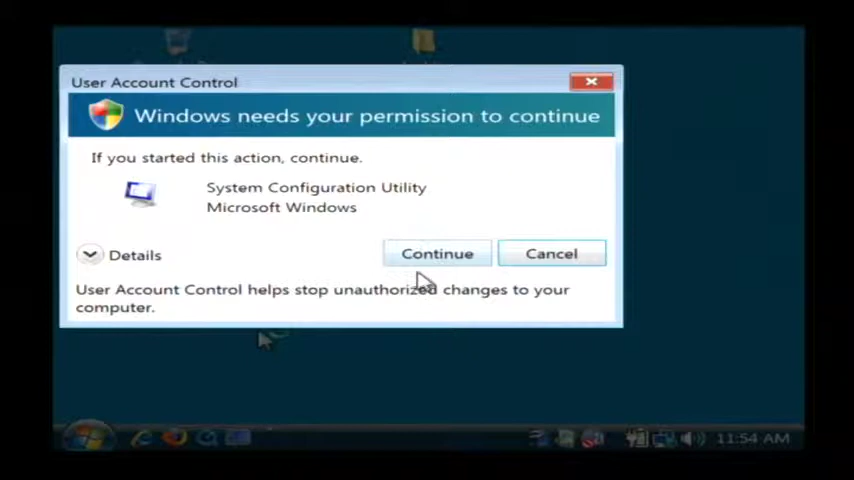 User Account Control
Windows needs your permission to continue
If you started this action, continue.
System Configuration Utility
Microsoft Windows
Details
Continue
Cancel
User Account Control helps stop unauthorized changes to your
computer.
11:54 AM